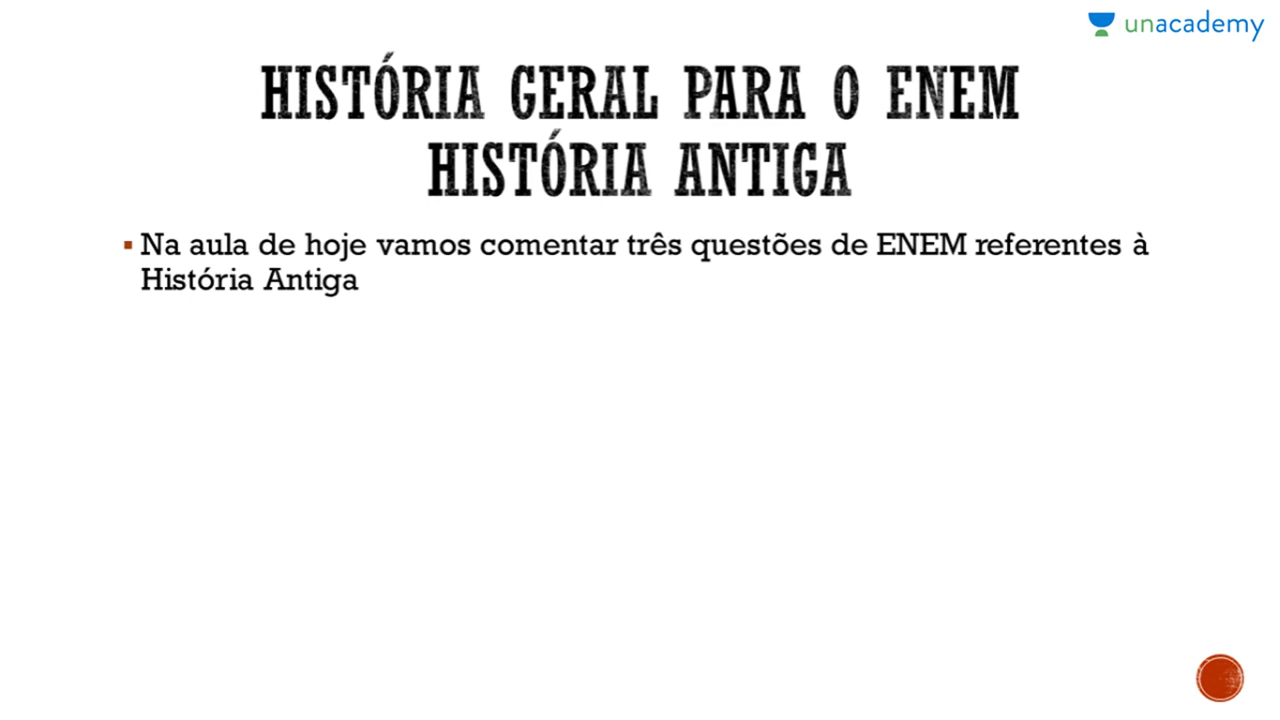 unacademy
HISTÓRIA GERAL PARA O ENEM
HISTÓRIA ANTIGA
▪ Na aula de hoje vamos comentar três questões de ENEM referentes à
História Antiga